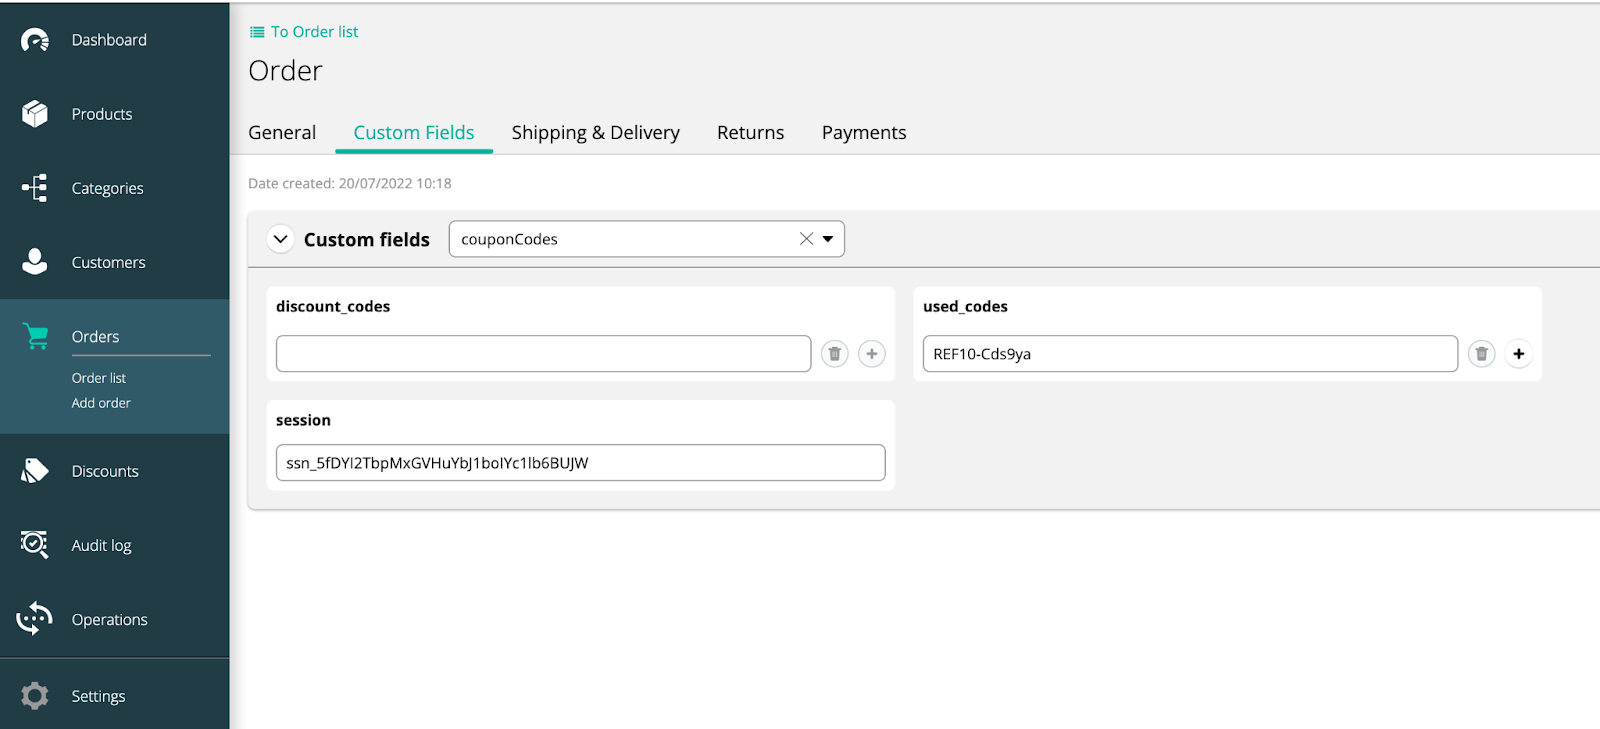 Dashboard
Products
Categories
Customers
Orders
Order list
Add order
Discounts
Audit log
Operations
Settings
To Order list
Order
General Custom Fields Shipping & Delivery Returns Payments
Date created: 20/07/2022 10:18
Custom fields couponCodes
discount_codes
used_codes
REF10-Cds9ya
session
ssn_5fDYI2TbpMxGVHuYbJ1boIYc1lb6BUJW